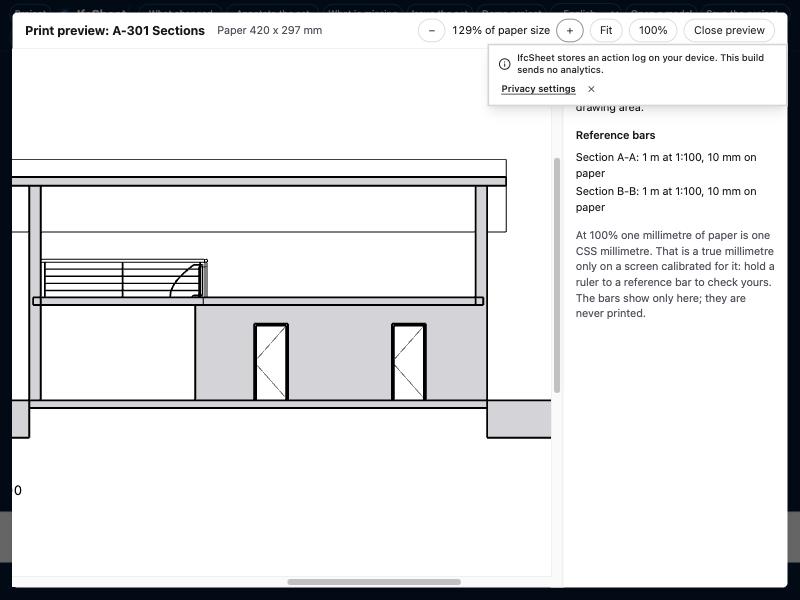 Print preview: A-301 Sections
Paper 420 x 297 mm
− 129% of paper size + Fit 100% Close preview
IfcSheet stores an action log on your device. This build
sends no analytics.
Privacy settings ×
drawing area.
Reference bars
Section A-A: 1 m at 1:100, 10 mm on
paper
Section B-B: 1 m at 1:100, 10 mm on
paper
At 100% one millimetre of paper is one
CSS millimetre. That is a true millimetre
only on a screen calibrated for it: hold a
ruler to a reference bar to check yours.
The bars show only here; they are
never printed.
0